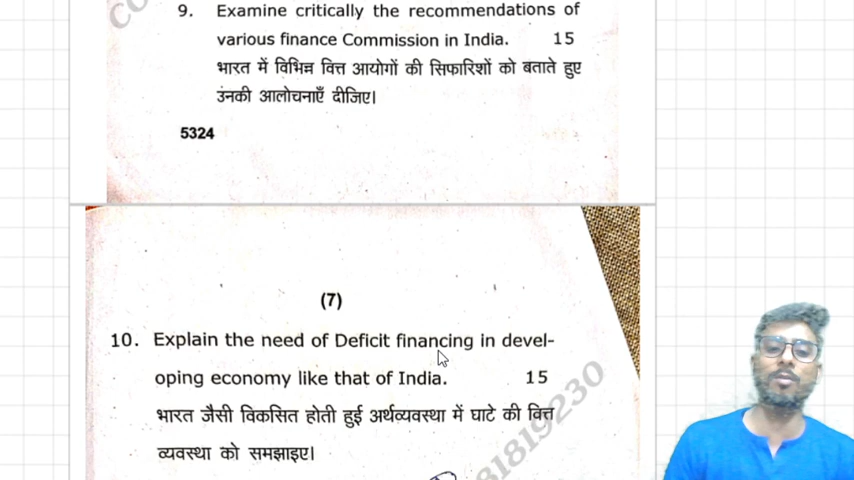 9. Examine critically the recommendations of
various finance Commission in India. 15
भारत में विभिन्न वित्त आयोगों की सिफारिशों को बताते हुए
उनकी आलोचनाएँ दीजिए।
5324
(7)
10. Explain the need of Deficit financing in devel-
oping economy like that of India. 15
भारत जैसी विकसित होती हुई अर्थव्यवस्था में घाटे की वित्त
व्यवस्था को समझाइए।
81819230